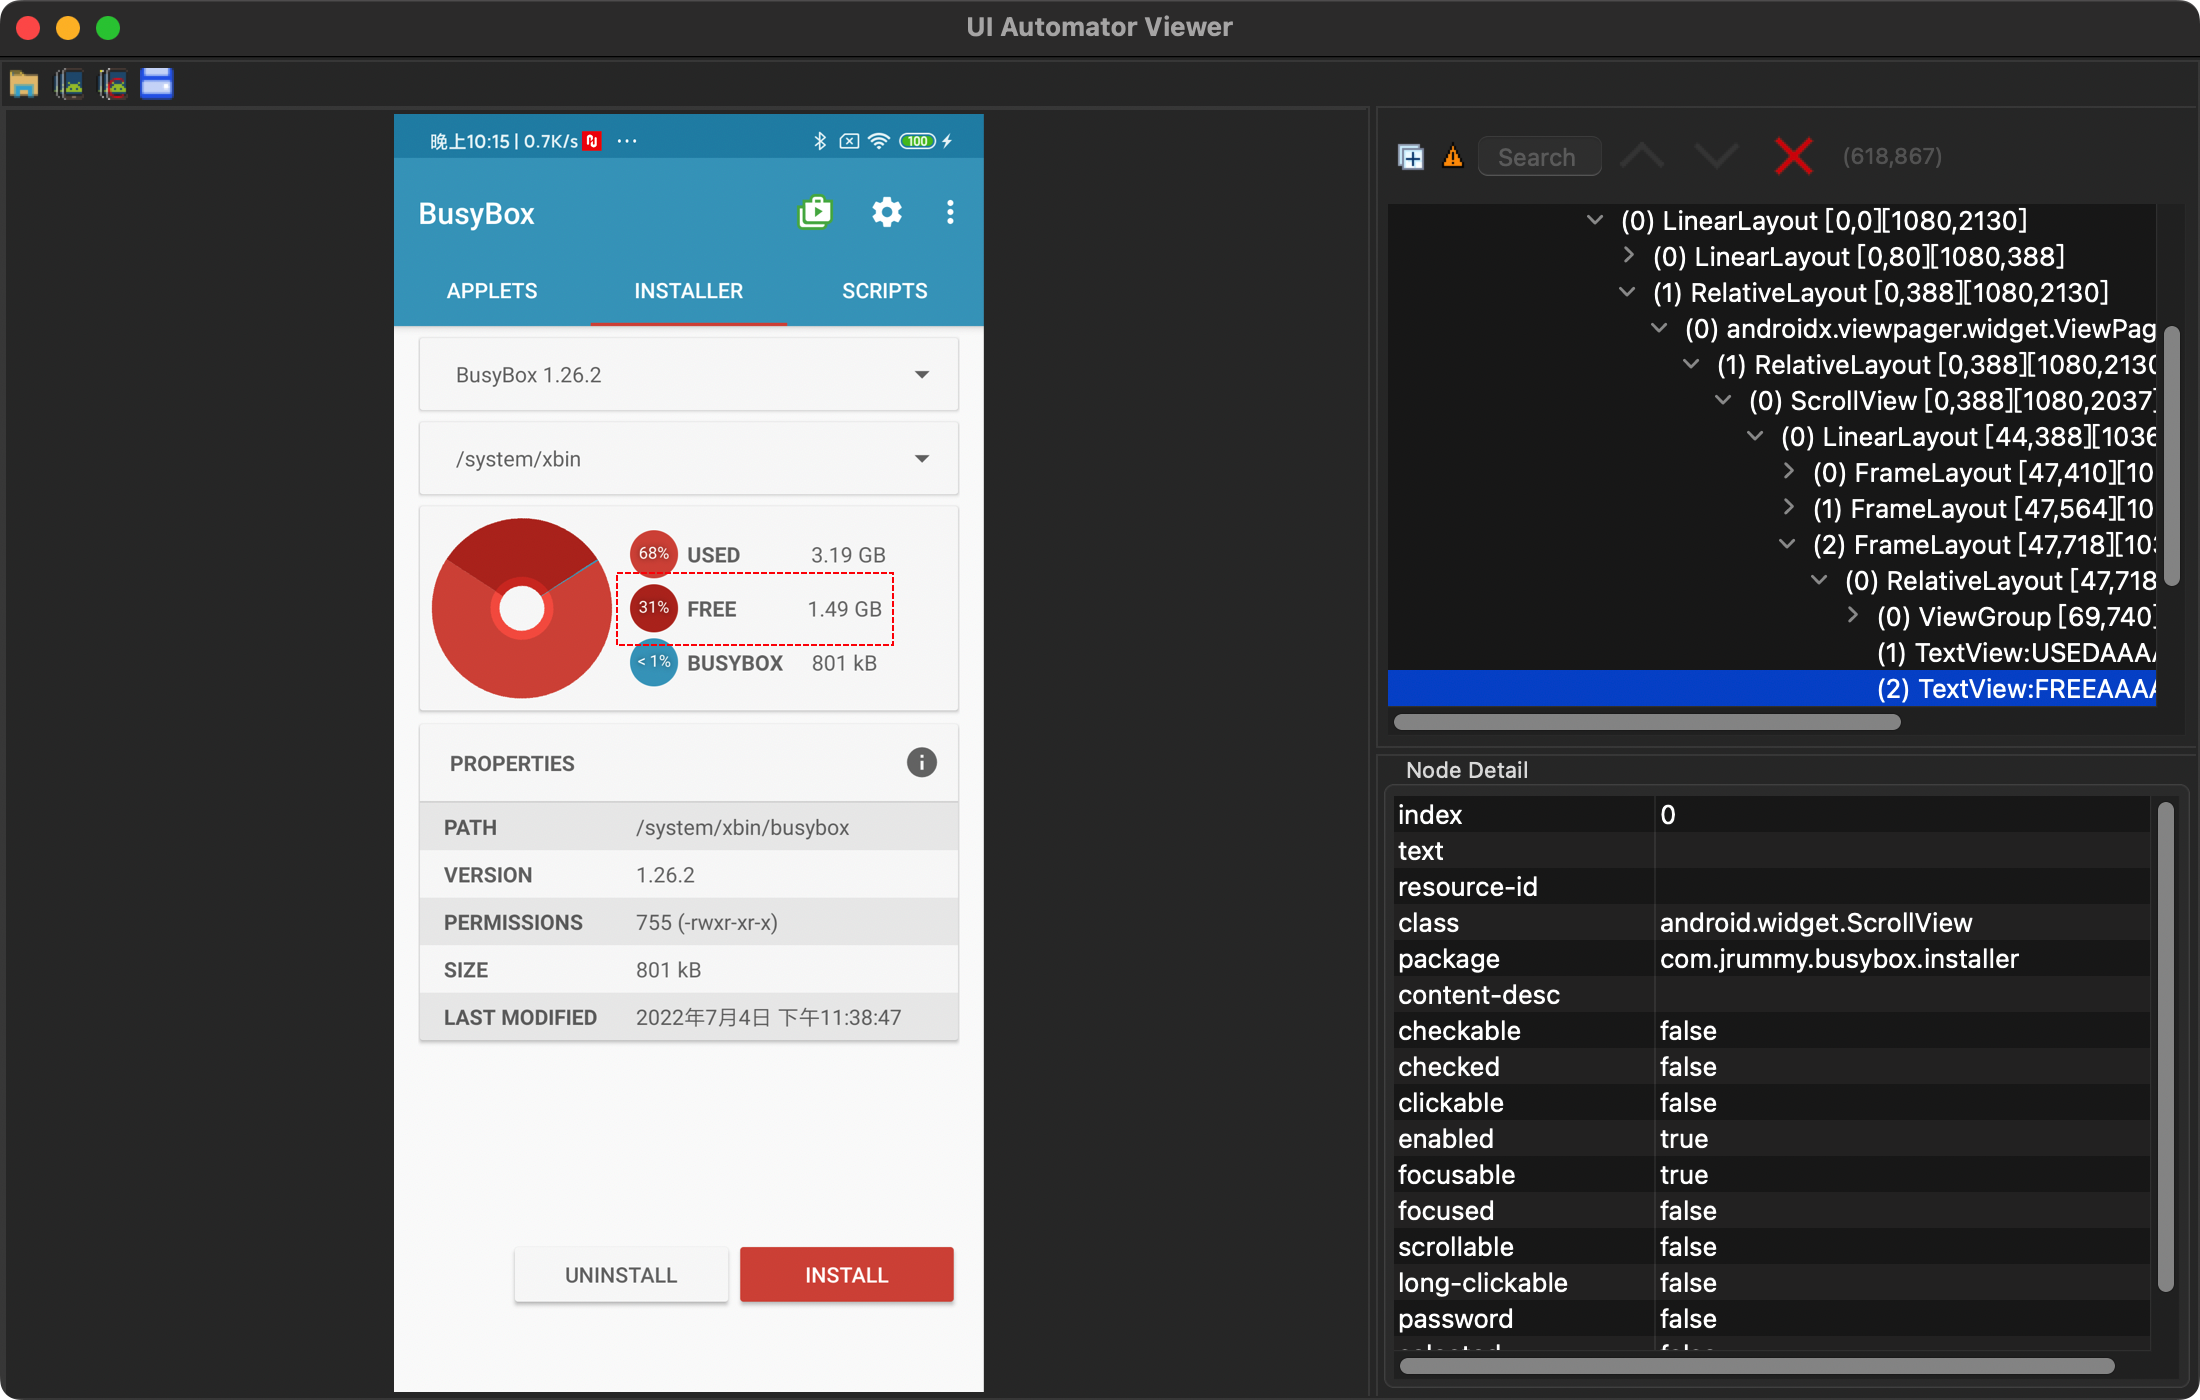 UI Automator Viewer
晚上10:15 | 0.7K/s ...
100
BusyBox
APPLETS INSTALLER SCRIPTS
BusyBox 1.26.2
/system/xbin
68% USED 3.19 GB
31% FREE 1.49 GB
< 1% BUSYBOX 801 kB
PROPERTIES
PATH /system/xbin/busybox
VERSION 1.26.2
PERMISSIONS 755 (-rwxr-xr-x)
SIZE 801 kB
LAST MODIFIED 2022年7月4日 下午11:38:47
UNINSTALL INSTALL
Search (618,867)
(0) LinearLayout [0,0][1080,2130]
(0) LinearLayout [0,80][1080,388]
(1) RelativeLayout [0,388][1080,2130]
(0) androidx.viewpager.widget.ViewPag
(1) RelativeLayout [0,388][1080,2130
(0) ScrollView [0,388][1080,2037]
(0) LinearLayout [44,388][1036
(0) FrameLayout [47,410][10
(1) FrameLayout [47,564][10
(2) FrameLayout [47,718][103
(0) RelativeLayout [47,718
(0) ViewGroup [69,740]
(1) TextView:USEDAAAA
(2) TextView:FREEAAAA
Node Detail
index 0
text
resource-id
class android.widget.ScrollView
package com.jrummy.busybox.installer
content-desc
checkable false
checked false
clickable false
enabled true
focusable true
focused false
scrollable false
long-clickable false
password false